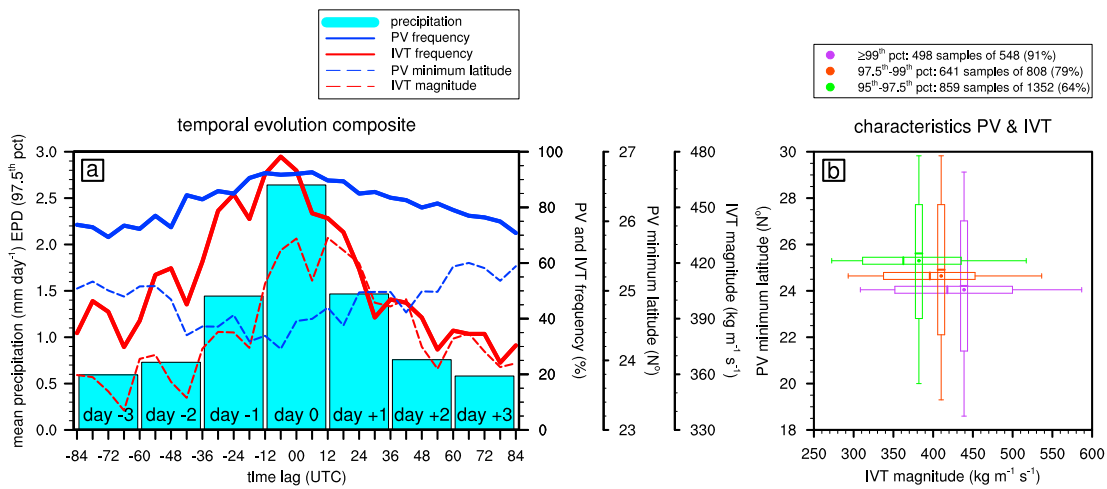 precipitation
PV frequency
IVT frequency
PV minimum latitude
IVT magnitude
≥99th pct: 498 samples of 548 (91%)
97.5th-99th pct: 641 samples of 808 (79%)
95th-97.5th pct: 859 samples of 1352 (64%)
temporal evolution composite
a
mean precipitation (mm day-1) EPD (97.5th pct)
3.0
2.5
2.0
1.5
1.0
0.5
0.0
day -3 day -2 day -1 day 0 day +1 day +2 day +3
-84 -72 -60 -48 -36 -24 -12 00 12 24 36 48 60 72 84
tIme lag (UTC)
100
80
60
40
20
0
PV and IVT frequency
(%)
27
26
25
24
23
PV minimum latitude
(N°)
480
450
420
390
360
330
IVT magnitude
(kg m-1 s-1)
characteristics PV & IVT
b
PV minimum latitude (N°)
30
28
26
24
22
20
18
250 300 350 400 450 500 550 600
IVT magnitude (kg m-1 s-1)